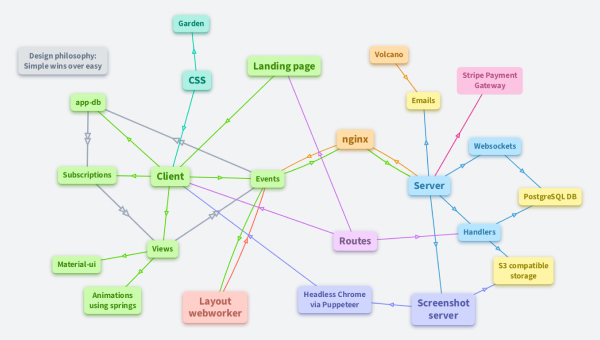 Garden
Design philosophy:
Simple wins over easy
Volcano
Landing page
CSS
Stripe Payment
Gateway
app-db
Emails
nginx
Websockets
Subscriptions
Client
Events
Server
PostgreSQL DB
Routes
Handlers
Views
Material-ui
S3 compatible
storage
Animations
using springs
Layout
webworker
Headless Chrome
via Puppeteer
Screenshot
server